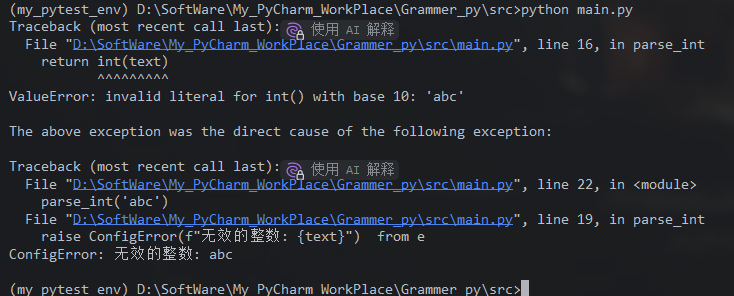 (my_pytest_env) D:\SoftWare\My_PyCharm_WorkPlace\Grammer_py\src>python main.py
Traceback (most recent call last): 使用 AI 解释
  File "D:\SoftWare\My_PyCharm_WorkPlace\Grammer_py\src\main.py", line 16, in parse_int
    return int(text)
           ^^^^^^^^^
ValueError: invalid literal for int() with base 10: 'abc'

The above exception was the direct cause of the following exception:

Traceback (most recent call last): 使用 AI 解释
  File "D:\SoftWare\My_PyCharm_WorkPlace\Grammer_py\src\main.py", line 22, in <module>
    parse_int('abc')
  File "D:\SoftWare\My_PyCharm_WorkPlace\Grammer_py\src\main.py", line 19, in parse_int
    raise ConfigError(f"无效的整数: {text}")  from e
ConfigError: 无效的整数: abc

(my_pytest_env) D:\SoftWare\My_PyCharm_WorkPlace\Grammer_py\src>